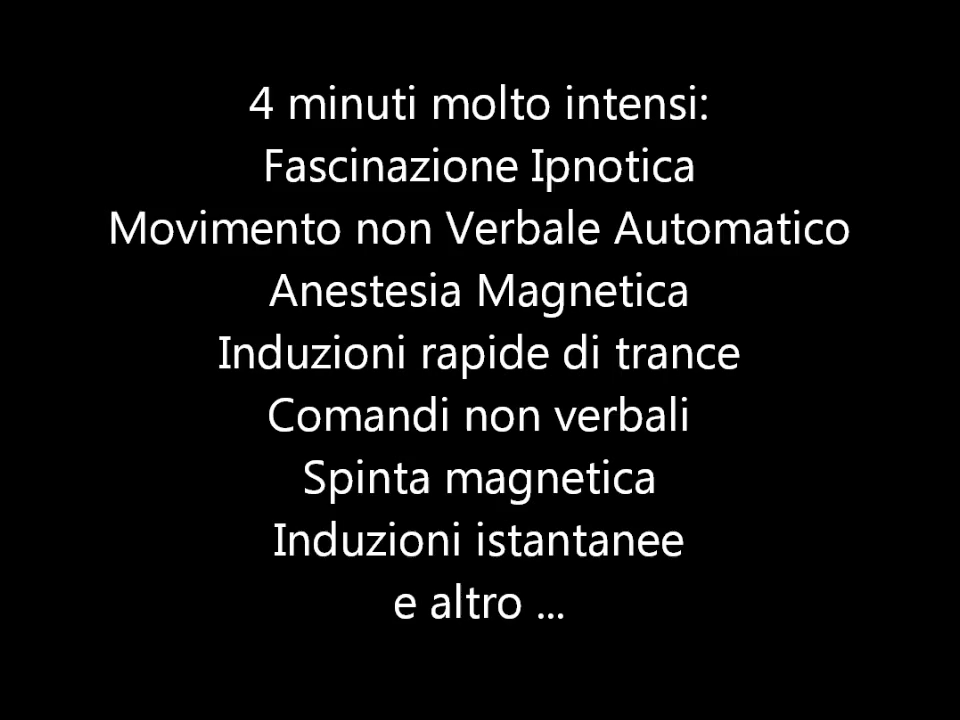 4 minuti molto intensi:
Fascinazione Ipnotica
Movimento non Verbale Automatico
Anestesia Magnetica
Induzioni rapide di trance
Comandi non verbali
Spinta magnetica
Induzioni istantanee
e altro ...